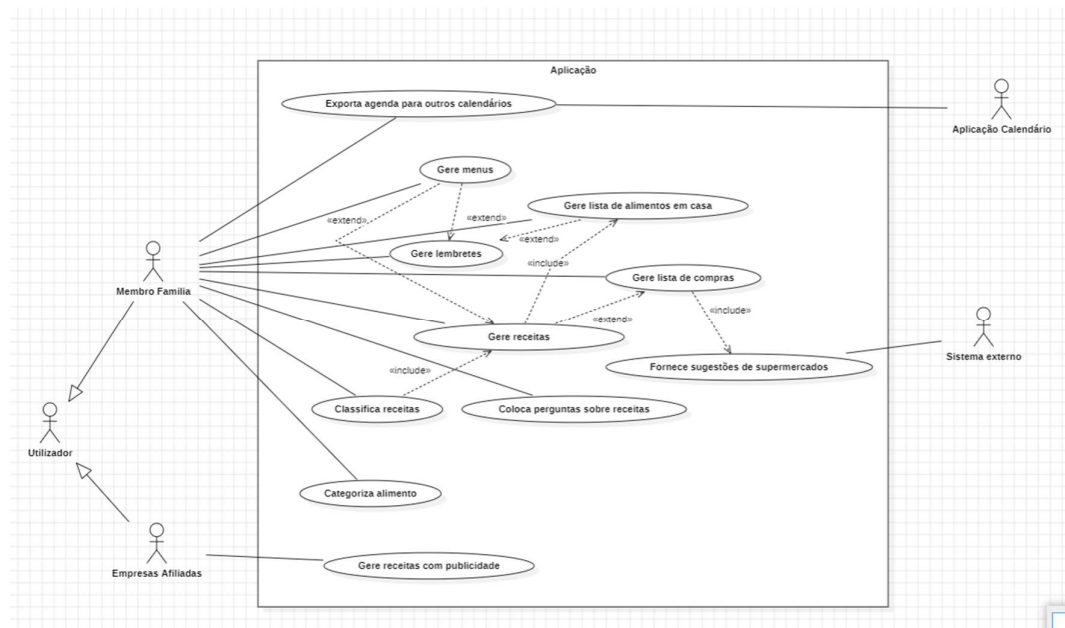 Aplicação
Exporta agenda para outros calendários
Aplicação Calendário
Gere menus
Gere lista de alimentos em casa
«extend»
«extend»
«extend»
Gere lembretes
«include»
Gere lista de compras
Membro Familia
«include»
«extend»
Gere receitas
Sistema externo
Fornece sugestões de supermercados
«include»
Classifica receitas
Coloca perguntas sobre receitas
Utilizador
Categoriza alimento
Gere receitas com publicidade
Empresas Afiliadas